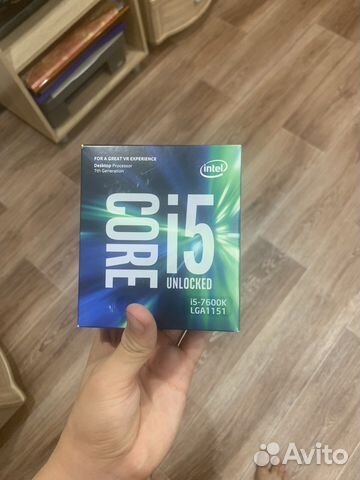 FOR A GREAT VR EXPERIENCE
Desktop Processor
7th Generation
intel
CORE i5
UNLOCKED
i5-7600K
LGA1151
Avito